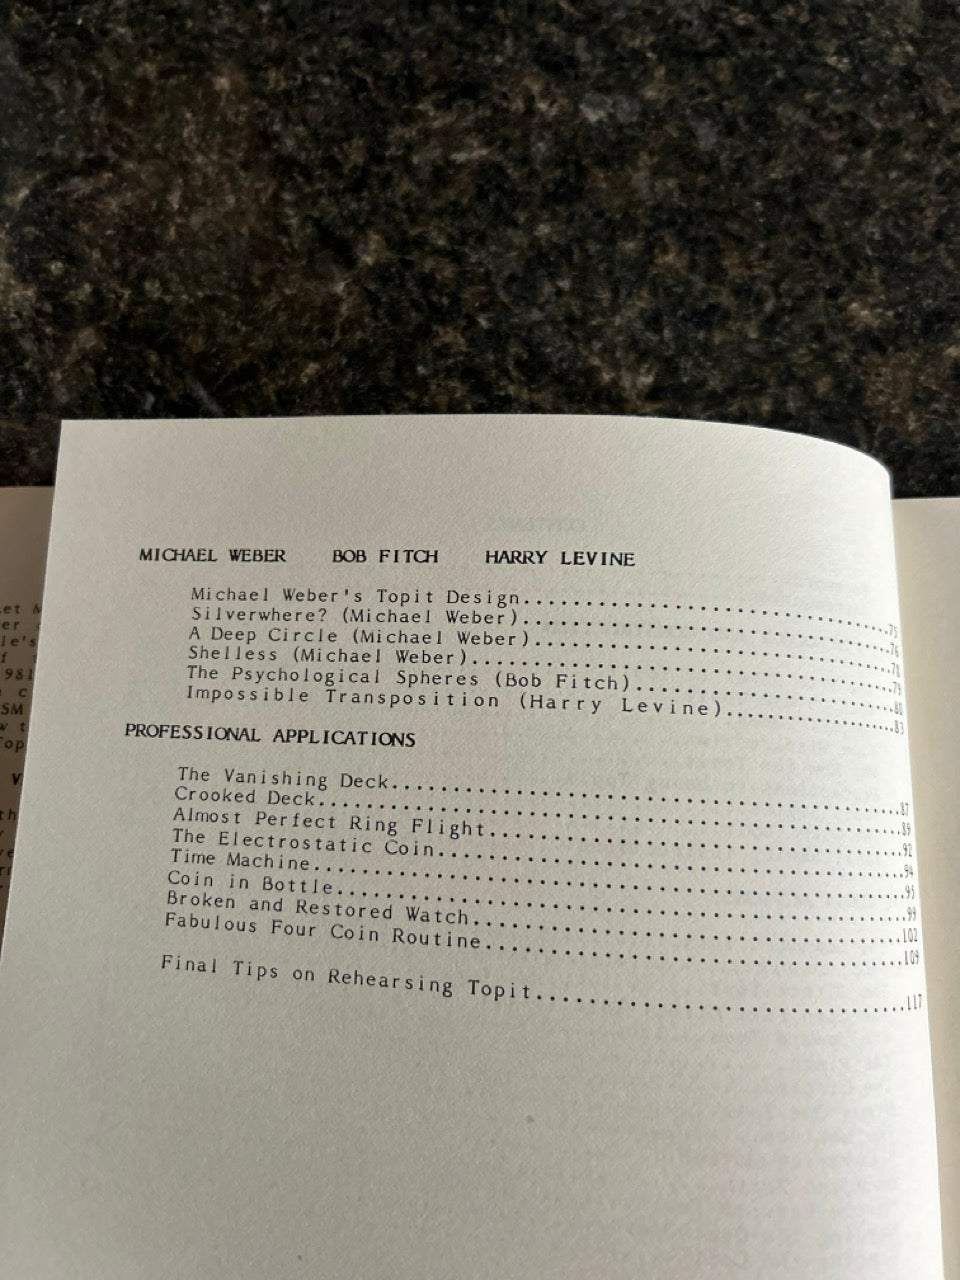 MICHAEL WEBER BOB FITCH HARRY LEVINE
Michael Weber's Topit Design..............................75
Silverwhere? (Michael Weber)..............................76
A Deep Circle (Michael Weber).............................78
Shelless (Michael Weber)..................................79
The Psychological Spheres (Bob Fitch).....................80
Impossible Transposition (Harry Levine)...................83
PROFESSIONAL APPLICATIONS
The Vanishing Deck........................................87
Crooked Deck..............................................89
Almost Perfect Ring Flight................................92
The Electrostatic Coin....................................94
Time Machine..............................................95
Coin in Bottle............................................99
Broken and Restored Watch.................................102
Fabulous Four Coin Routine................................109
Final Tips on Rehearsing Topit............................117